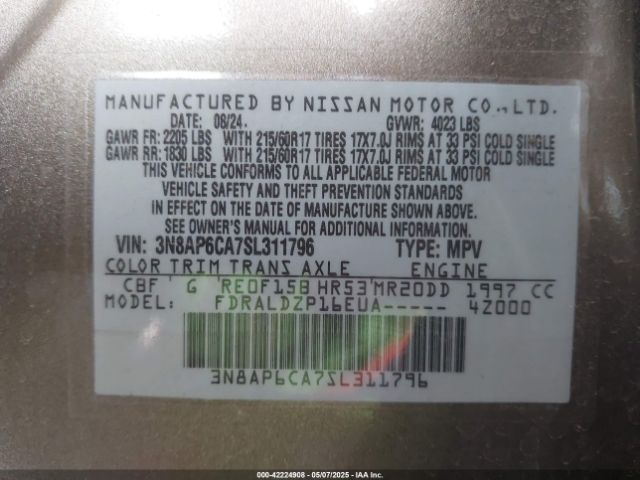 MANUFACTURED BY NISSAN MOTOR CO., LTD.
DATE: 08/24. GVWR: 4023 LBS
GAWR FR: 2205 LBS WITH 215/60R17 TIRES 17X7.0J RIMS AT 33 PSI COLD SINGLE
GAWR RR: 1830 LBS WITH 215/60R17 TIRES 17X7.0J RIMS AT 33 PSI COLD SINGLE
THIS VEHICLE CONFORMS TO ALL APPLICABLE FEDERAL MOTOR
VEHICLE SAFETY AND THEFT PREVENTION STANDARDS
IN EFFECT ON THE DATE OF MANUFACTURE SHOWN ABOVE.
SEE OWNER'S MANUAL FOR ADDITIONAL INFORMATION.
VIN: 3N8AP6CA7SL311796 TYPE: MPV
COLOR TRIM TRANS AXLE ENGINE
CBF G RE0F15B HR53 MR20DD 1997 CC
MODEL: FDRALDZP16EUA----- 4Z000
3N8AP6CA7SL311796
000-42224908 - 05/07/2025 - IAA Inc.